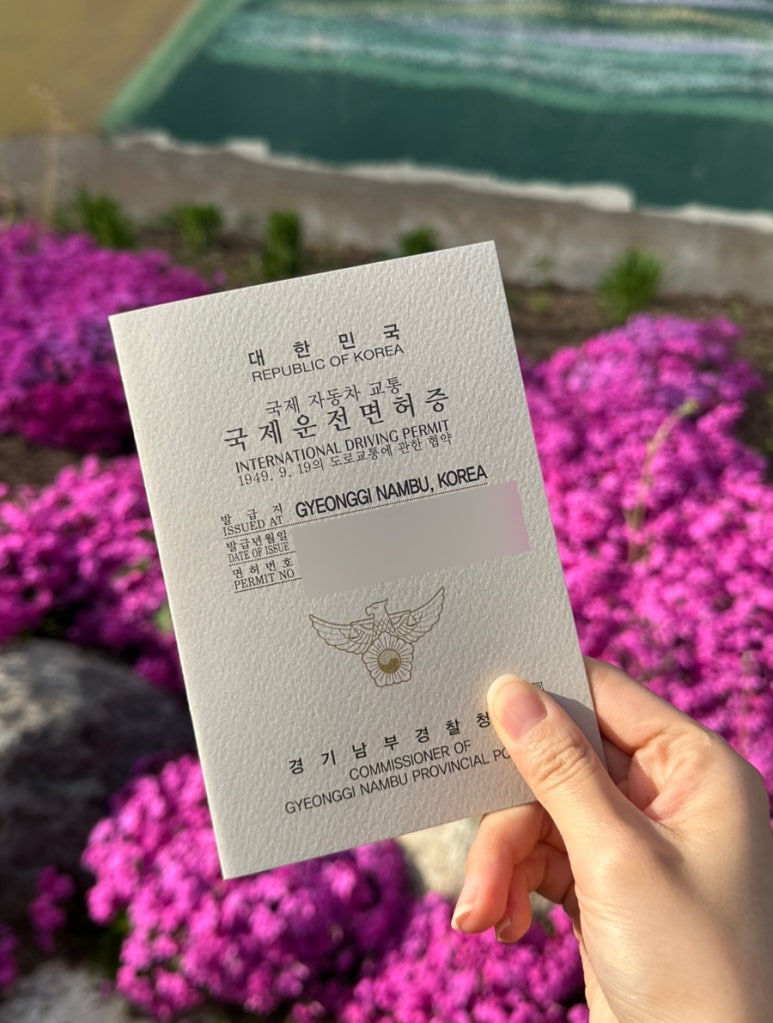 대한민국
REPUBLIC OF KOREA
국제 자동차 교통
국제운전면허증
INTERNATIONAL DRIVING PERMIT
1949. 9. 19의 도로교통에 관한 협약
발급지 GYEONGGI NAMBU, KOREA
ISSUED AT
발급년월일
DATE OF ISSUE
면허번호
PERMIT NO
경기남부경찰청
COMMISSIONER OF
GYEONGGI NAMBU PROVINCIAL